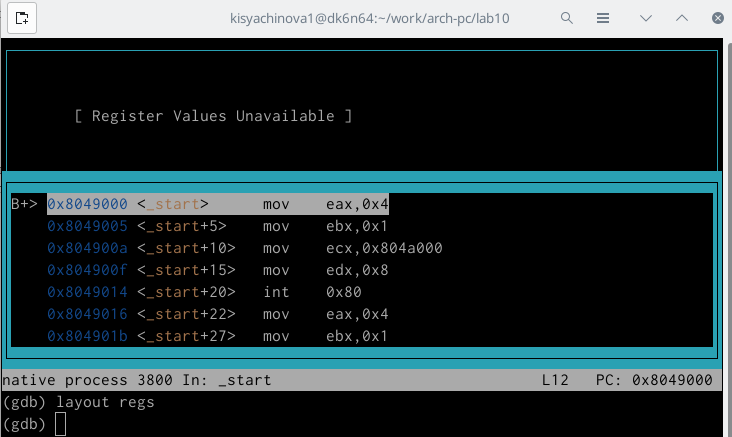 kisyachinova1@dk6n64:~/work/arch-pc/lab10
[ Register Values Unavailable ]
B+> 0x8049000 <_start> mov eax,0x4
0x8049005 <_start+5> mov ebx,0x1
0x804900a <_start+10> mov ecx,0x804a000
0x804900f <_start+15> mov edx,0x8
0x8049014 <_start+20> int 0x80
0x8049016 <_start+22> mov eax,0x4
0x804901b <_start+27> mov ebx,0x1
native process 3800 In: _start L12 PC: 0x8049000
(gdb) layout regs
(gdb)